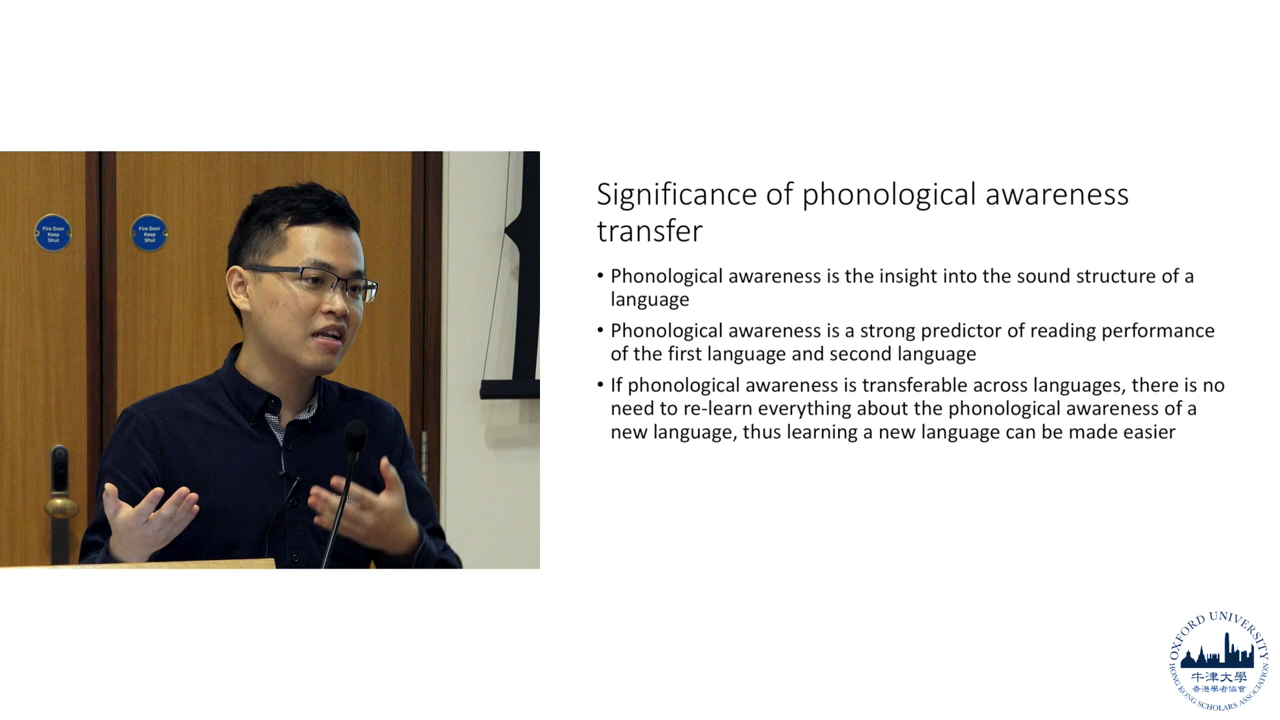 Fire Door
Keep
Shut
Fire Door
Keep
Shut
Significance of phonological awareness
transfer
• Phonological awareness is the insight into the sound structure of a
language
• Phonological awareness is a strong predictor of reading performance
of the first language and second language
• If phonological awareness is transferable across languages, there is no
need to re-learn everything about the phonological awareness of a
new language, thus learning a new language can be made easier
OXFORD UNIVERSITY
牛津大學
香港學者協會
HONG KONG SCHOLARS ASSOCIATION